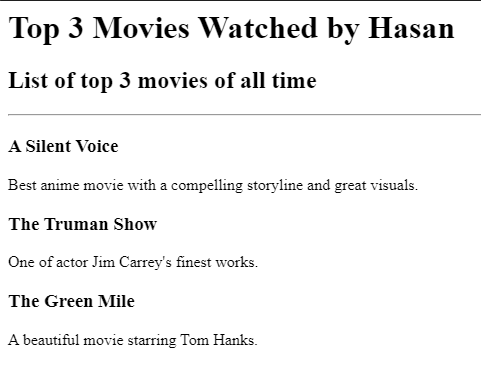 Top 3 Movies Watched by Hasan
List of top 3 movies of all time
A Silent Voice
Best anime movie with a compelling storyline and great visuals.
The Truman Show
One of actor Jim Carrey's finest works.
The Green Mile
A beautiful movie starring Tom Hanks.